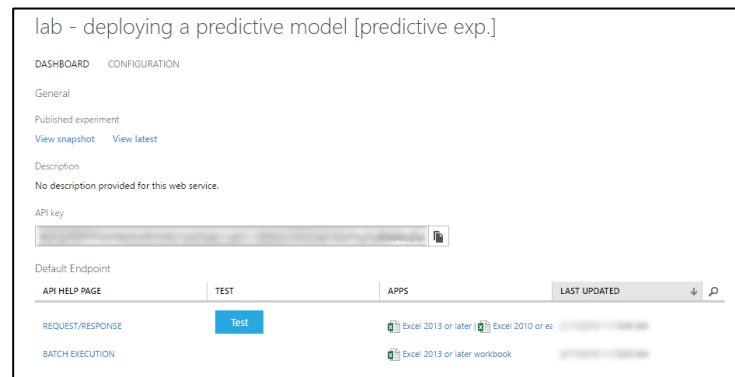 lab - deploying a predictive model [predictive exp.]
DASHBOARD CONFIGURATION
General
Published experiment
View snapshot View latest
Description
No description provided for this web service.
API key
Default Endpoint
API HELP PAGE TEST APPS LAST UPDATED
REQUEST/RESPONSE Test Excel 2013 or later | Excel 2010 or ea
BATCH EXECUTION Excel 2013 or later workbook